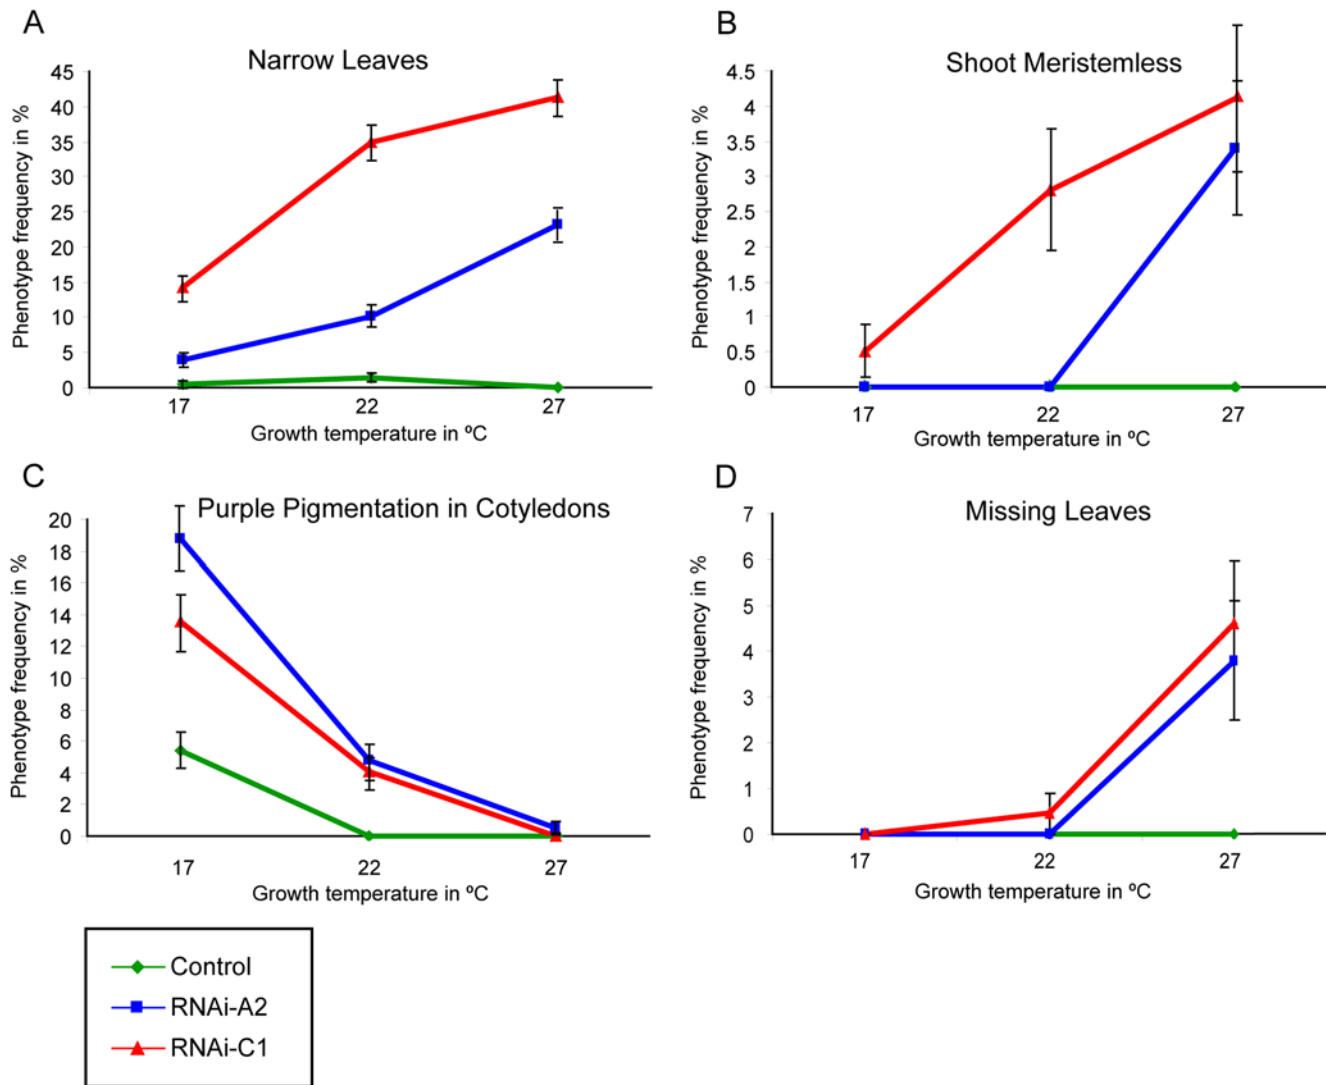 A
Narrow Leaves
Phenotype frequency in %
45
40
35
30
25
20
15
10
5
0
17 22 27
Growth temperature in ºC
B
Shoot Meristemless
Phenotype frequency in %
4.5
4
3.5
3
2.5
2
1.5
1
0.5
0
17 22 27
Growth temperature in ºC
C
Purple Pigmentation in Cotyledons
Phenotype frequency in %
20
18
16
14
12
10
8
6
4
2
0
17 22 27
Growth temperature in ºC
D
Missing Leaves
Phenotype frequency in %
7
6
5
4
3
2
1
0
17 22 27
Growth temperature in ºC
Control
RNAi-A2
RNAi-C1